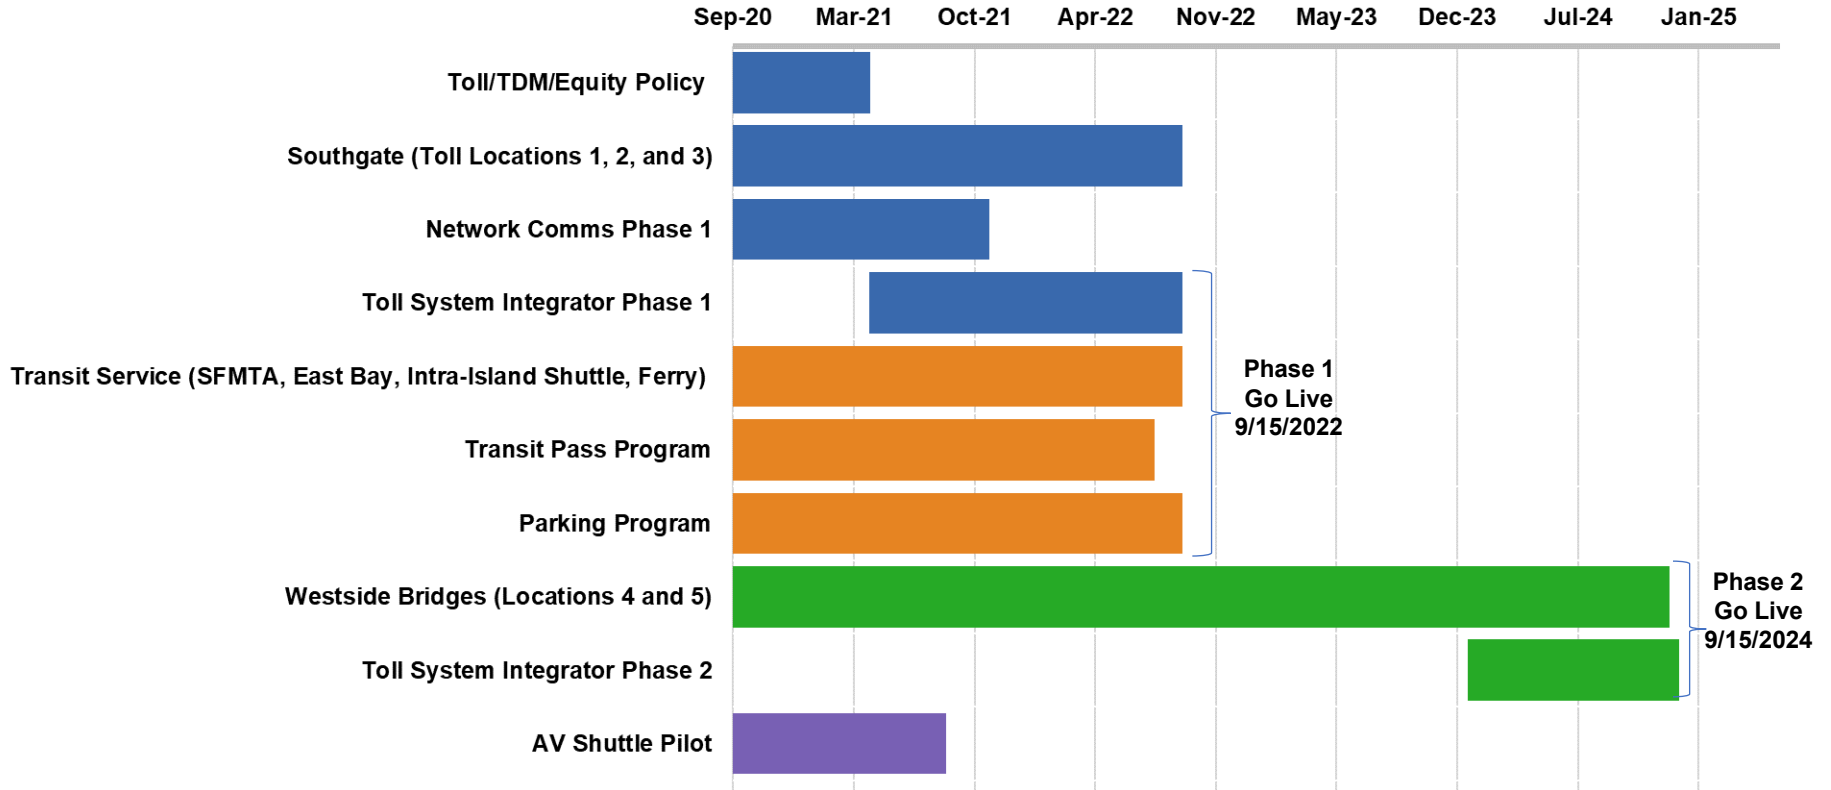 Sep-20 Mar-21 Oct-21 Apr-22 Nov-22 May-23 Dec-23 Jul-24 Jan-25
Toll/TDM/Equity Policy
Southgate (Toll Locations 1, 2, and 3)
Network Comms Phase 1
Toll System Integrator Phase 1
Transit Service (SFMTA, East Bay, Intra-Island Shuttle, Ferry)
Phase 1
Go Live
9/15/2022
Transit Pass Program
Parking Program
Westside Bridges (Locations 4 and 5)
Phase 2
Go Live
9/15/2024
Toll System Integrator Phase 2
AV Shuttle Pilot